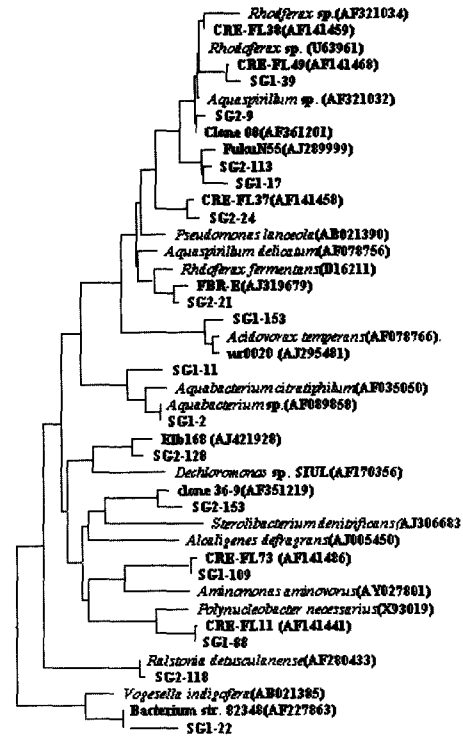 Rhodferax sp.(AF321034)
CRE-FL38(AF141459)
Rhodoferax sp. (U63961)
CRE-FL49(AF141468)
SG1-39
Aquaspirillum sp.(AF321032)
SG2-9
Clone 08(AF361201)
FukuN55(AJ289999)
SG2-113
SG1-17
CRE-FL37(AF141458)
SG2-24
Pseudomonas lanceola(AB021390)
Aquaspirillum delicatum(AF078756)
Rhdoferax fermentans(D16211)
FBR-E(AJ319679)
SG2-21
SG1-153
Acidovorax temperans(AF078766).
(AJ295481)
SG1-11
Aquabacterium citratiphilum(AF035050)
Aquabacterium sp.(AF089858)
SG1-2
EIb168 (AJ421928)
SG2-128
Dechloromonas sp. SIUL(AF170356)
clone 36-9(AF351219)
SG2-153
Sterolibacterium denitrificans(AJ306683
Alcaligenes defragrans(AJ005450)
CRE-FL73 (AF141486)
SG1-109
Aminomonas aminovorus(AY027801)
Polynucleobacter necessarius(X93019)
CRE-FL11 (AF141441)
SG1-88
Ralstonia detusculanense(AF280433)
SG2-118
Vogesella indigofera(AB021385)
Bacterium str. 82348(AF227863)
SG1-22